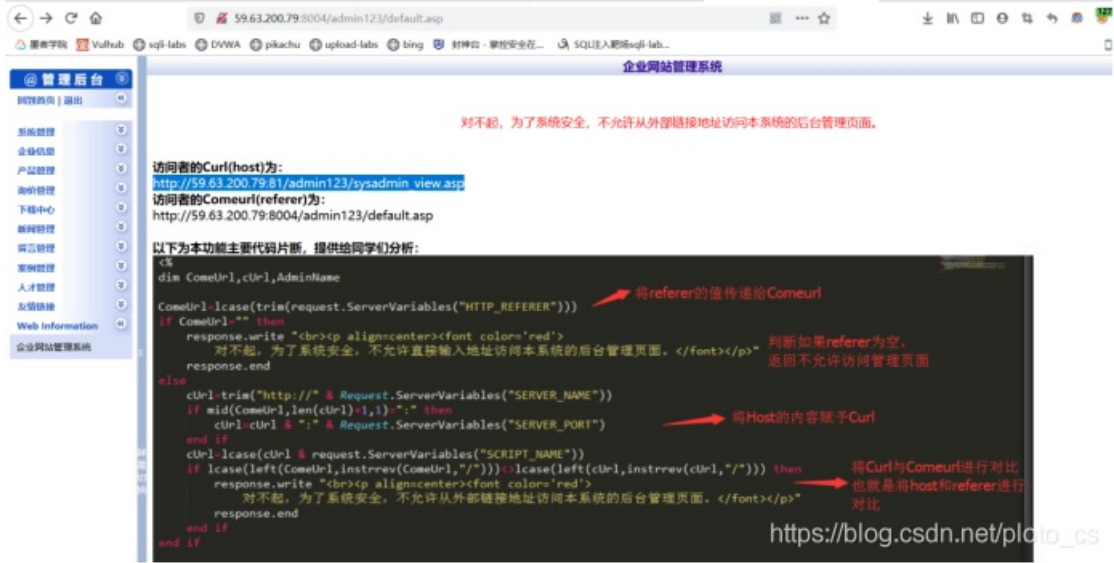 59.63.200.79:8004/admin123/default.asp
127
墨者学院 Vulhub sqli-labs DVWA pikachu upload-labs bing 封神台 - 掌控安全在... SQL注入靶场sqli-lab...
企业网站管理系统
@管理后台
回到首页 | 退出
系统管理
企业信息
产品管理
询价管理
下载中心
新闻管理
留言管理
案例管理
人才管理
友情链接
Web Information
企业网站管理系统
对不起，为了系统安全，不允许从外部链接地址访问本系统的后台管理页面。
访问者的Curl(host)为：
http://59.63.200.79:81/admin123/sysadmin_view.asp
访问者的Comeurl(referer)为：
http://59.63.200.79:8004/admin123/default.asp
以下为本功能主要代码片断，提供给同学们分析：
<%
dim ComeUrl,cUrl,AdminName
ComeUrl=lcase(trim(request.ServerVariables("HTTP_REFERER")))
将referer的值传递给Comeurl
if ComeUrl="" then
response.write "<br><p align=center><font color='red'>
对不起，为了系统安全，不允许直接输入地址访问本系统的后台管理页面。</font></p>"
判断如果referer为空，
返回不允许访问管理页面
response.end
else
cUrl=trim("http://" & Request.ServerVariables("SERVER_NAME"))
if mid(ComeUrl,len(cUrl)+1,1)=":" then
cUrl=cUrl & ":" & Request.ServerVariables("SERVER_PORT")
将Host的内容赋于Curl
end if
cUrl=lcase(cUrl & request.ServerVariables("SCRIPT_NAME"))
if lcase(left(ComeUrl,instrrev(ComeUrl,"/")))<>lcase(left(cUrl,instrrev(cUrl,"/"))) then
response.write "<br><p align=center><font color='red'>
对不起，为了系统安全，不允许从外部链接地址访问本系统的后台管理页面。</font></p>"
将Curl与Comeurl进行对比
也就是将host和referer进行
对比
response.end
end if
end if
https://blog.csdn.net/ploto_cs